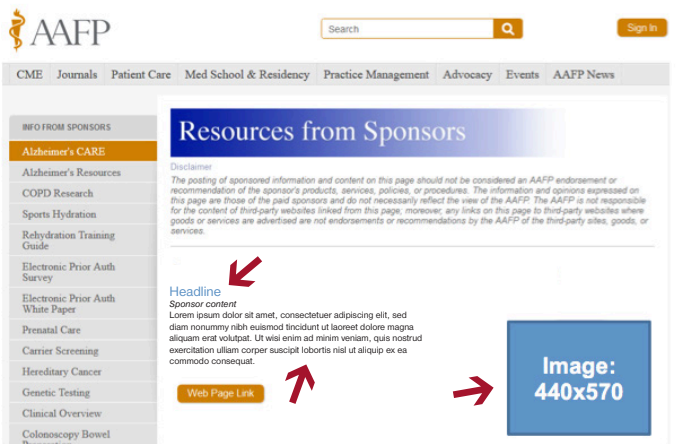 AAFP
Search
Sign In
CME Journals Patient Care Med School & Residency Practice Management Advocacy Events AAFP News
INFO FROM SPONSORS
Alzheimer's CARE
Alzheimer's Resources
COPD Research
Sports Hydration
Rehydration Training
Guide
Electronic Prior Auth
Survey
Electronic Prior Auth
White Paper
Prenatal Care
Carrier Screening
Hereditary Cancer
Genetic Testing
Clinical Overview
Colonoscopy Bowel
Resources from Sponsors
Disclaimer
The posting of sponsored information and content on this page should not be considered an AAFP endorsement or
recommendation of the sponsor's products, services, policies, or procedures. The information and opinions expressed on
this page are those of the paid sponsors and do not necessarily reflect the view of the AAFP. The AAFP is not responsible
for the content of third-party websites linked from this page; moreover, any links on this page to third-party websites where
goods or services are advertised are not endorsements or recommendations by the AAFP of the third-party sites, goods, or
services.
Headline
Sponsor content
Lorem ipsum dolor sit amet, consectetuer adipiscing elit, sed
diam nonummy nibh euismod tincidunt ut laoreet dolore magna
aliquam erat volutpat. Ut wisi enim ad minim veniam, quis nostrud
exercitation ulliam corper suscipit lobortis nisl ut aliquip ex ea
commodo consequat.
Web Page Link
Image:
440x570